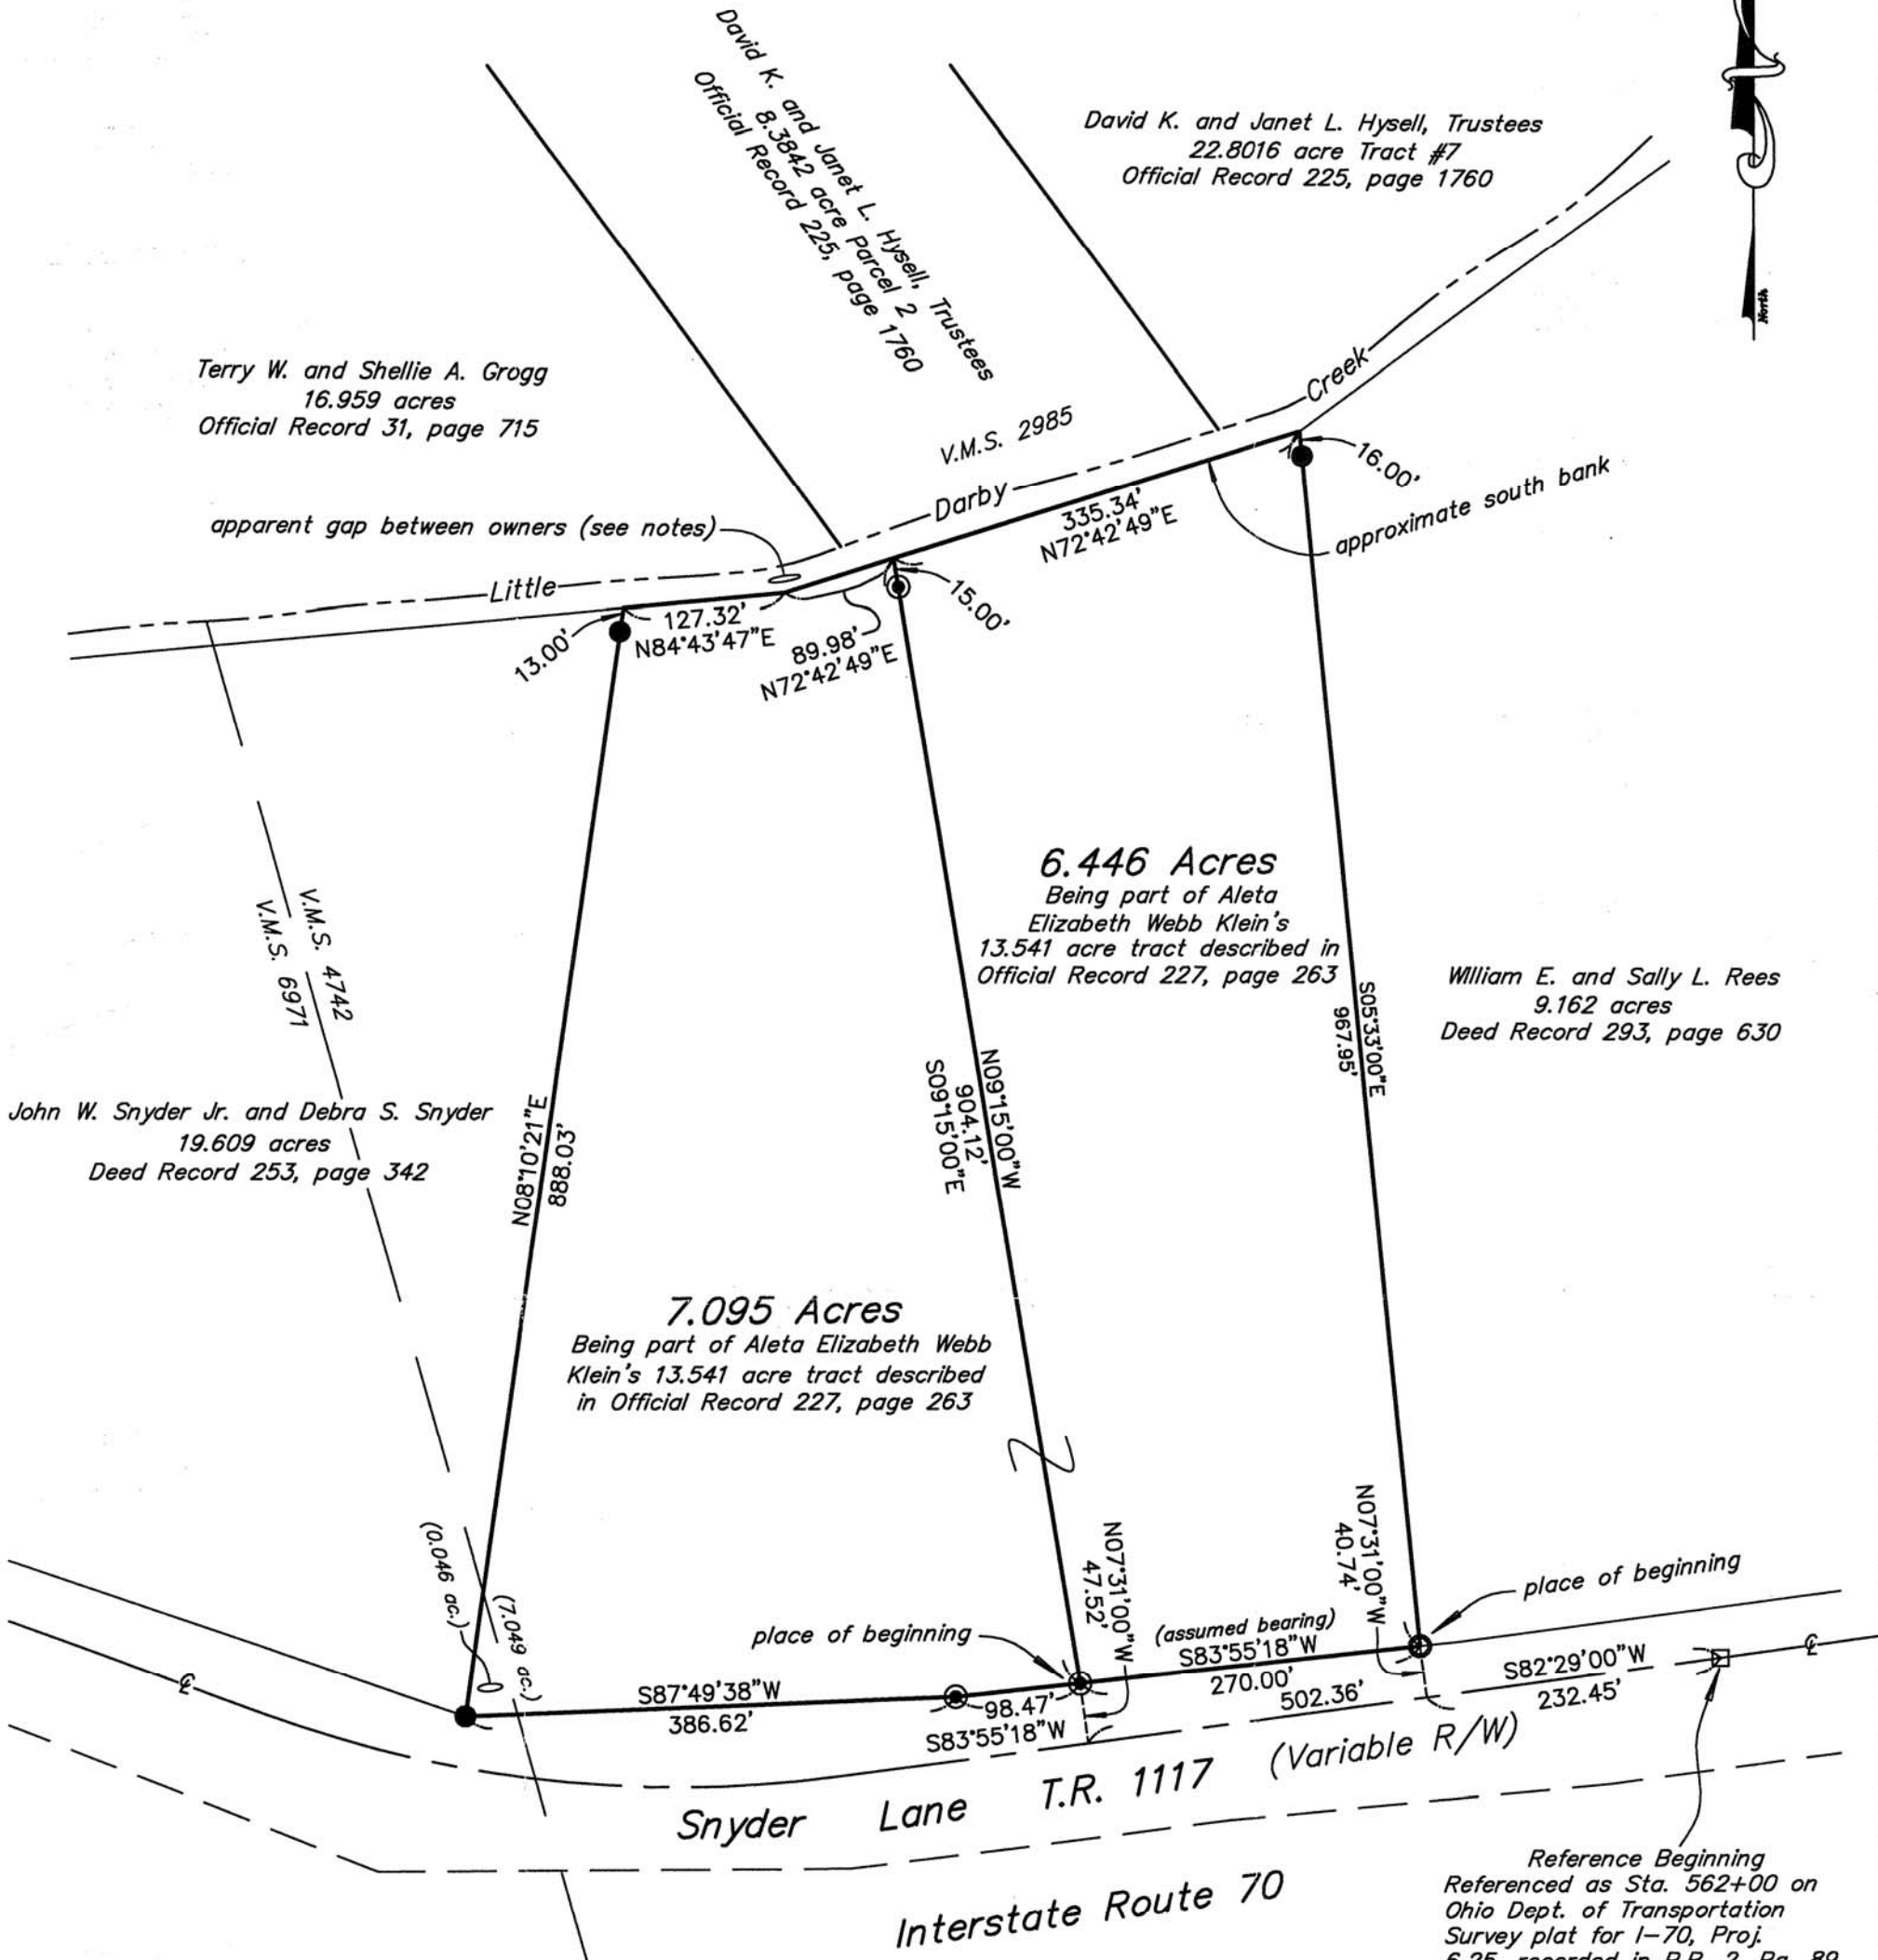 David K. and Janet L. Hysell, Trustees
8.3842 acre Parcel 2
Official Record 225, page 1760
David K. and Janet L. Hysell, Trustees
22.8016 acre Tract #7
Official Record 225, page 1760
North
Terry W. and Shellie A. Grogg
16.959 acres
Official Record 31, page 715
V.M.S. 2985
Creek
Darby
Little
16.00'
approximate south bank
335.34'
N72°42'49"E
apparent gap between owners (see notes)
15.00'
127.32'
N84°43'47"E
13.00'
89.98'
N72°42'49"E
6.446 Acres
Being part of Aleta
Elizabeth Webb Klein's
13.541 acre tract described in
Official Record 227, page 263
V.M.S. 4742
V.M.S. 6971
S05°33'00"E
967.95'
William E. and Sally L. Rees
9.162 acres
Deed Record 293, page 630
John W. Snyder Jr. and Debra S. Snyder
19.609 acres
Deed Record 253, page 342
N08°10'21"E
888.03'
N09°15'00"W
904.12'
S09°15'00"E
7.095 Acres
Being part of Aleta Elizabeth Webb
Klein's 13.541 acre tract described
in Official Record 227, page 263
(0.046 ac.)
(7.049 ac.)
N07°31'00"W
47.52'
N07°31'00"W
40.74'
place of beginning
place of beginning
(assumed bearing)
S83°55'18"W
270.00'
502.36'
S82°29'00"W
232.45'
S87°49'38"W
386.62'
98.47'
S83°55'18"W
℄
℄
Snyder Lane T.R. 1117 (Variable R/W)
Interstate Route 70
Reference Beginning
Referenced as Sta. 562+00 on
Ohio Dept. of Transportation
Survey plat for I-70, Proj.
6.25, recorded in P.B. 2, Pg. 89